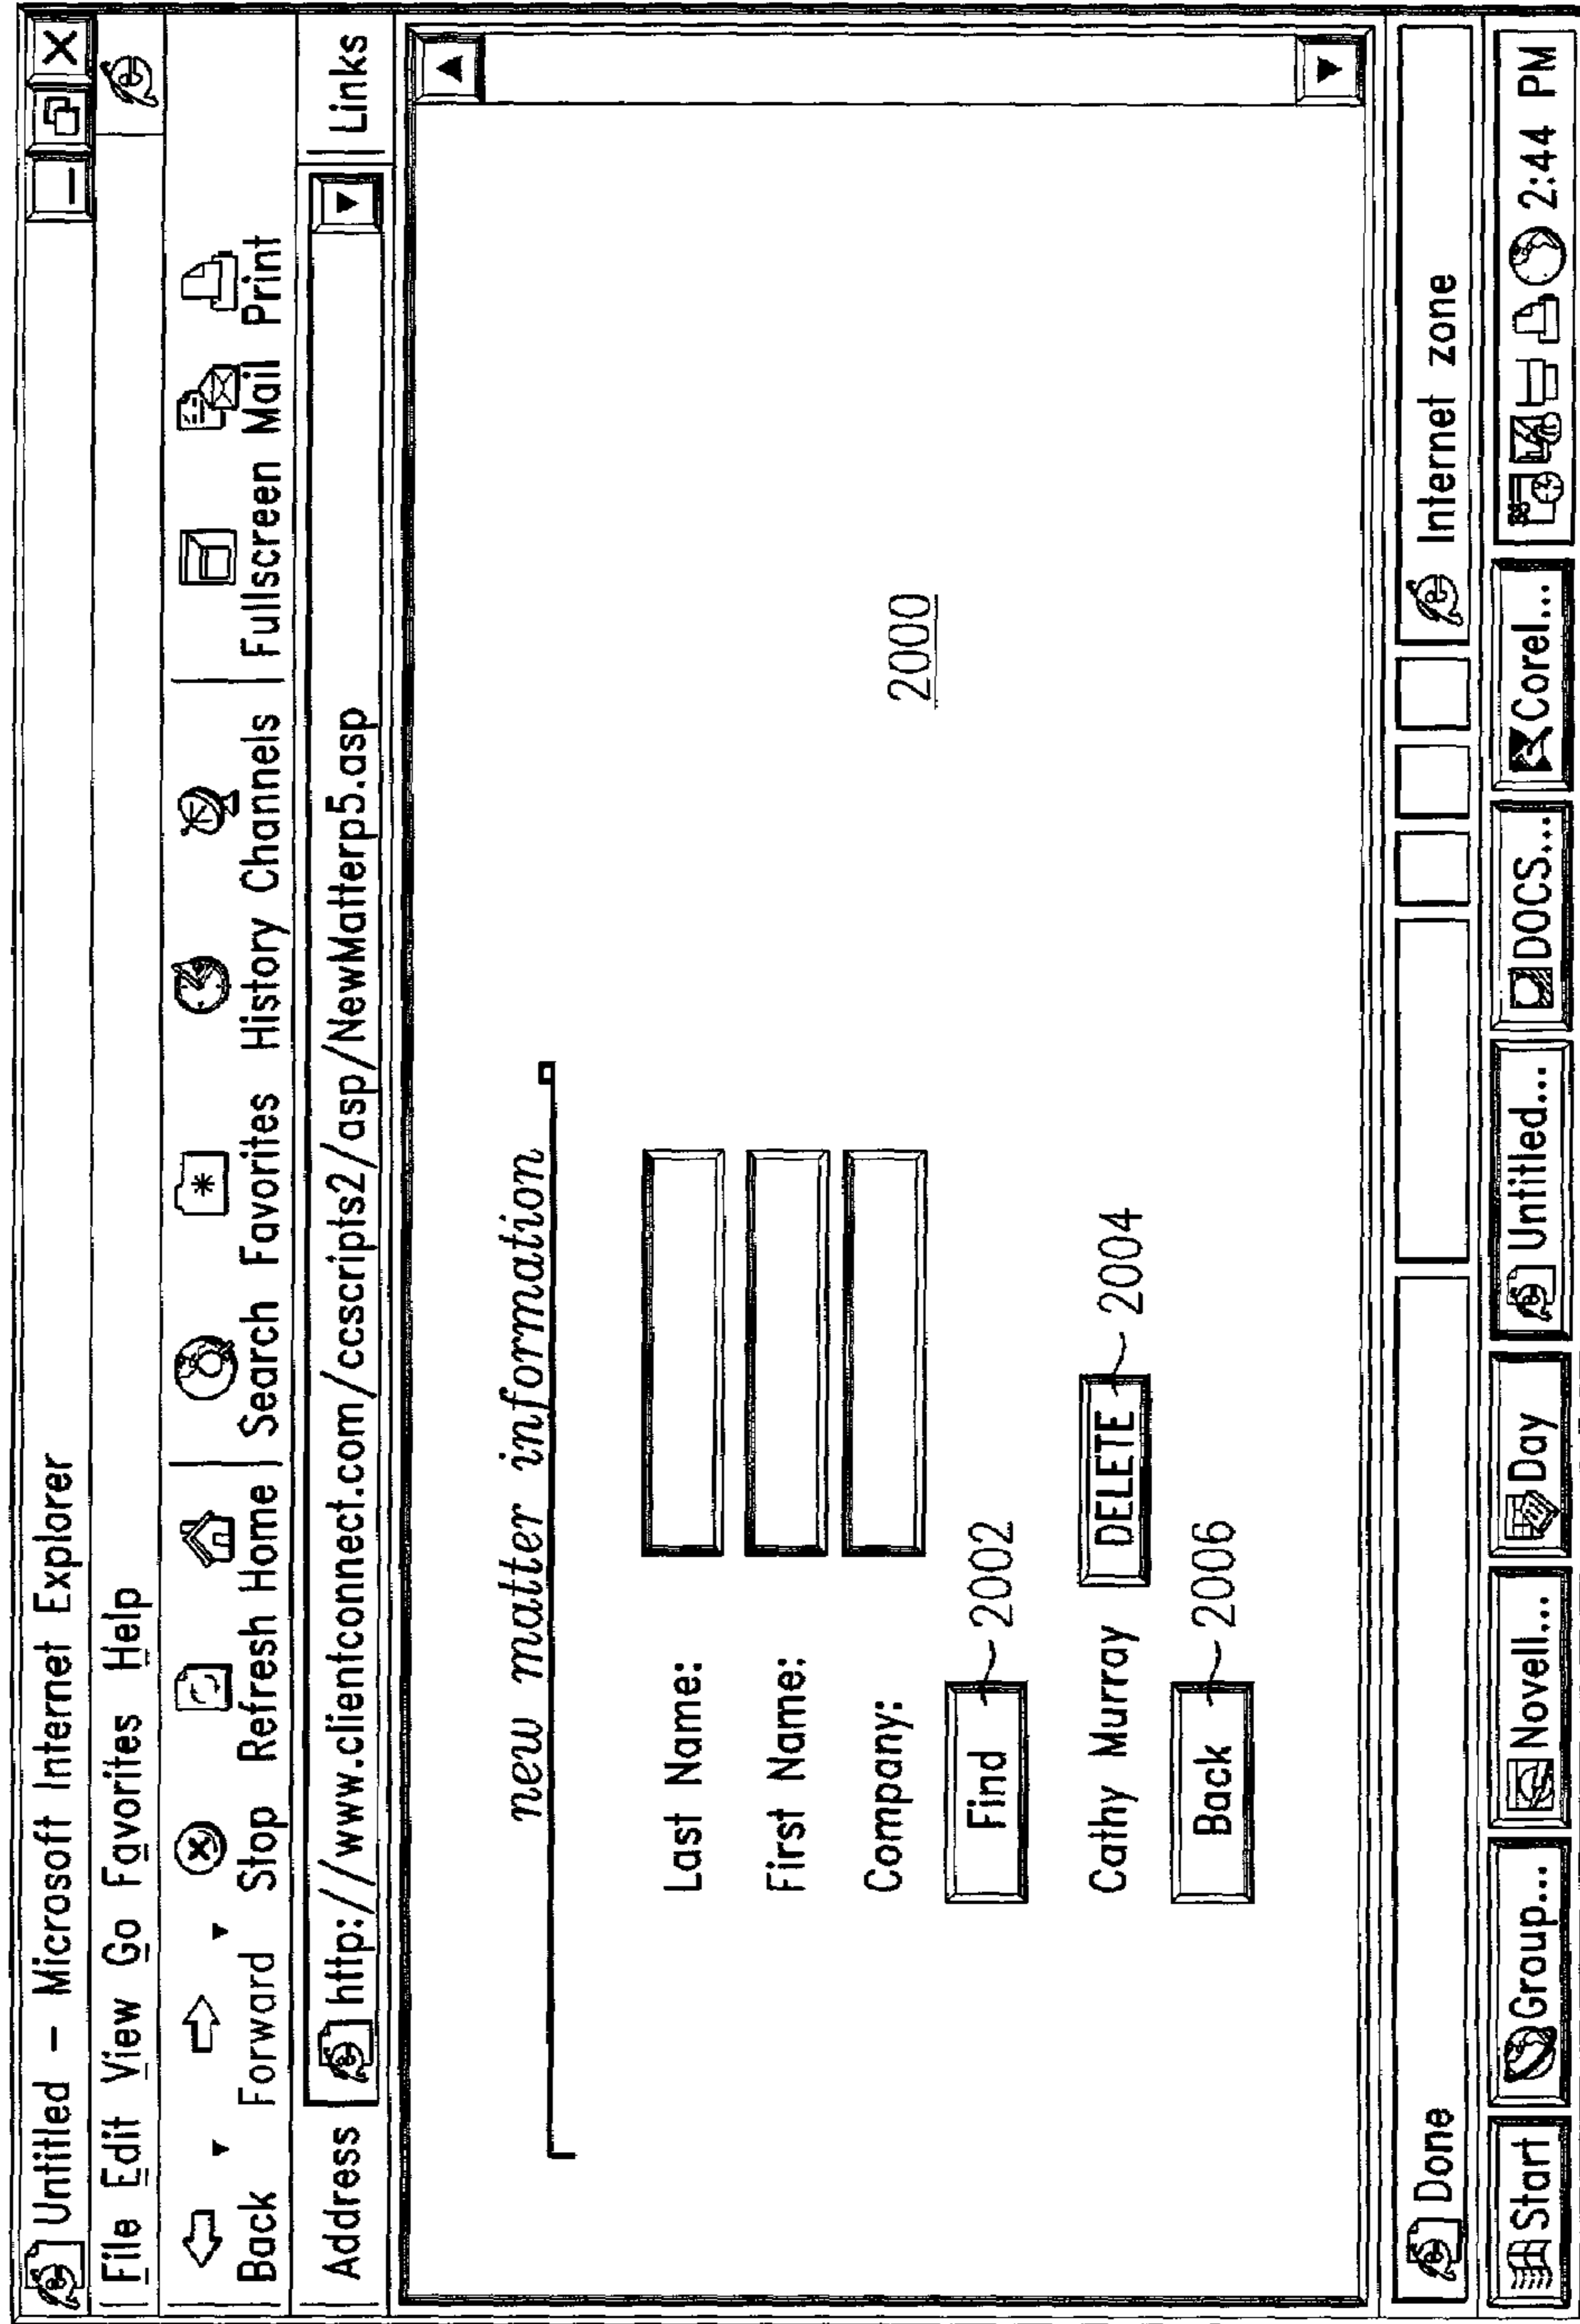 Untitled - Microsoft Internet Explorer
File Edit View Go Favorites Help
Back Forward Stop Refresh Home Search Favorites History Channels Fullscreen Mail Print
Address http://www.clientconnect.com/ccscripts2/asp/NewMatterp5.asp Links
new matter information
Last Name:
First Name:
Company:
2000
Find 2002
Cathy Murray DELETE 2004
Back 2006
Done Internet zone
Start Group... Novell... Day Untitled... DOCS... Corel... 2:44 PM